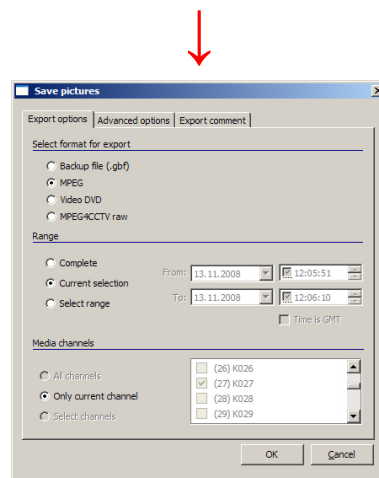 Save pictures
Export options Advanced options Export comment
Select format for export
Backup file (.gbf)
MPEG
Video DVD
MPEG4CCTV raw
Range
Complete
Current selection
Select range
From: 13.11.2008 12:05:51
To: 13.11.2008 12:06:10
Time is GMT
Media channels
All channels
Only current channel
Select channels
(26) K026
(27) K027
(28) K028
(29) K029
OK Cancel